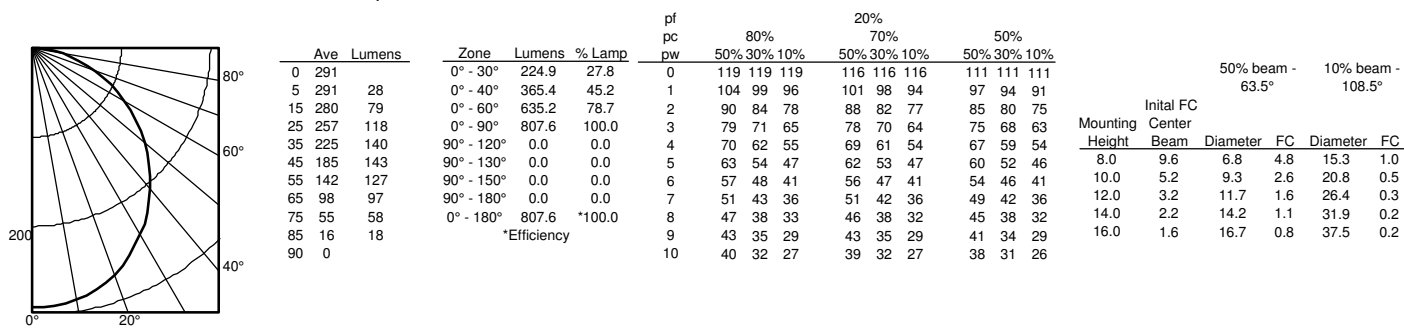 80°
60°
40°
20°
0°
200
Ave Lumens
0 291
5 291 28
15 280 79
25 257 118
35 225 140
45 185 143
55 142 127
65 98 97
75 55 58
85 16 18
90 0
Zone Lumens % Lamp
0° - 30° 224.9 27.8
0° - 40° 365.4 45.2
0° - 60° 635.2 78.7
0° - 90° 807.6 100.0
90° - 120° 0.0 0.0
90° - 130° 0.0 0.0
90° - 150° 0.0 0.0
90° - 180° 0.0 0.0
0° - 180° 807.6 *100.0
*Efficiency
pf 20%
pc 80% 70% 50%
pw 50% 30% 10% 50% 30% 10% 50% 30% 10%
0 119 119 119 116 116 116 111 111 111
1 104 99 96 101 98 94 97 94 91
2 90 84 78 88 82 77 85 80 75
3 79 71 65 78 70 64 75 68 63
4 70 62 55 69 61 54 67 59 54
5 63 54 47 62 53 47 60 52 46
6 57 48 41 56 47 41 54 46 41
7 51 43 36 51 42 36 49 42 36
8 47 38 33 46 38 32 45 38 32
9 43 35 29 43 35 29 41 34 29
10 40 32 27 39 32 27 38 31 26
50% beam - 10% beam -
63.5° 108.5°
Inital FC
Mounting Center
Height Beam Diameter FC Diameter FC
8.0 9.6 6.8 4.8 15.3 1.0
10.0 5.2 9.3 2.6 20.8 0.5
12.0 3.2 11.7 1.6 26.4 0.3
14.0 2.2 14.2 1.1 31.9 0.2
16.0 1.6 16.7 0.8 37.5 0.2